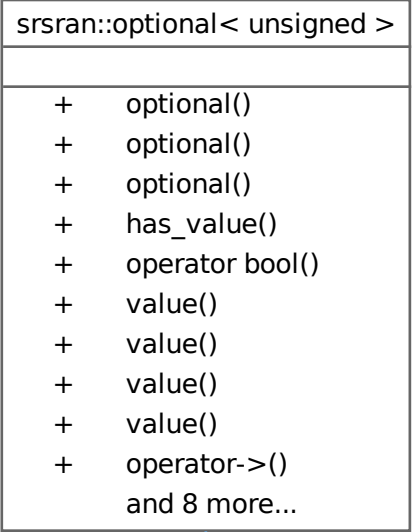 srsran::optional< unsigned >
+ optional()
+ optional()
+ optional()
+ has_value()
+ operator bool()
+ value()
+ value()
+ value()
+ value()
+ operator->()
and 8 more...